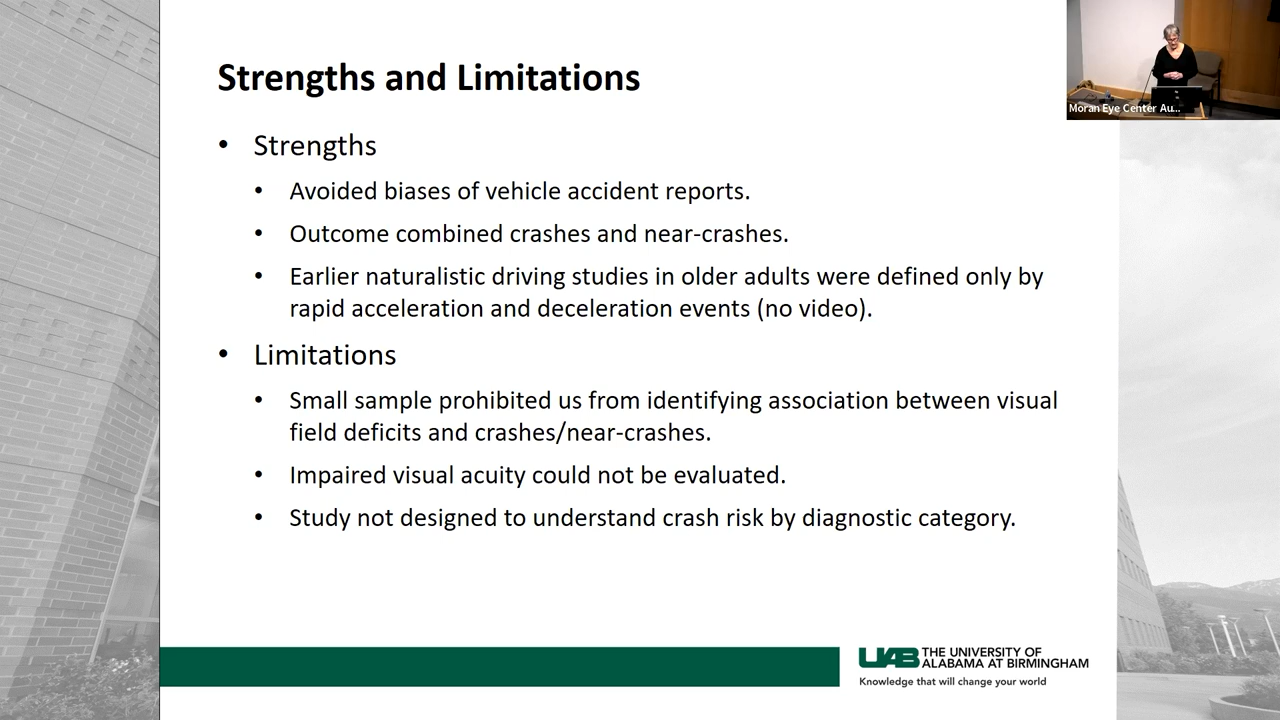 Strengths and Limitations
Moran Eye Center Au...
• Strengths
• Avoided biases of vehicle accident reports.
• Outcome combined crashes and near-crashes.
• Earlier naturalistic driving studies in older adults were defined only by
rapid acceleration and deceleration events (no video).
• Limitations
• Small sample prohibited us from identifying association between visual
field deficits and crashes/near-crashes.
• Impaired visual acuity could not be evaluated.
• Study not designed to understand crash risk by diagnostic category.
UAB THE UNIVERSITY OF
ALABAMA AT BIRMINGHAM
Knowledge that will change your world